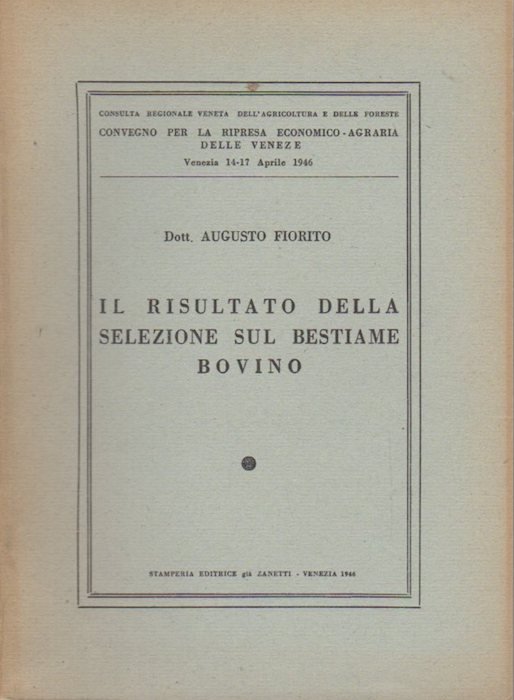 CONSULTA REGIONALE VENETA DELL'AGRICOLTURA E DELLE FORESTE
CONVEGNO PER LA RIPRESA ECONOMICO-AGRARIA
DELLE VENEZE
Venezia 14-17 Aprile 1946
Dott. AUGUSTO FIORITO
IL RISULTATO DELLA
SELEZIONE SUL BESTIAME
BOVINO
STAMPERIA EDITRICE già ZANETTI - VENEZIA 1946